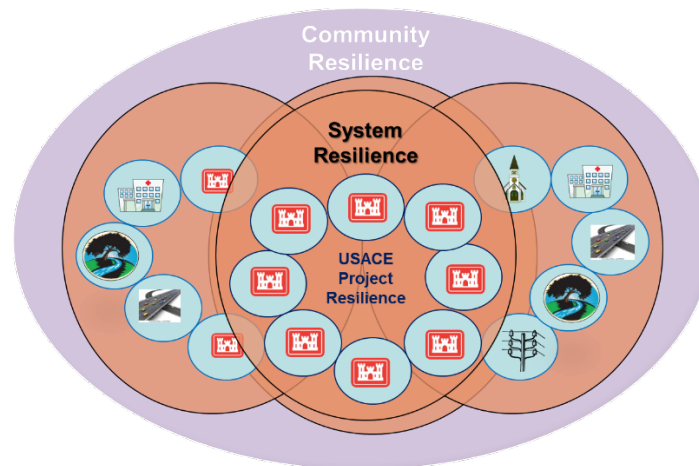 Community
Resilience
System
Resilience
USACE
Project
Resilience